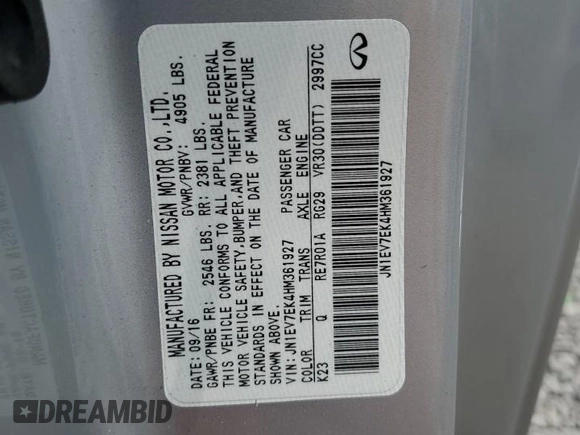 MANUFACTURED BY NISSAN MOTOR CO.,LTD.
DATE: 09/16 GVWR/PNBV: 4905 LBS.
GAWR/PNBE FR: 2546 LBS. RR: 2381 LBS.
THIS VEHICLE CONFORMS TO ALL APPLICABLE FEDERAL
MOTOR VEHICLE SAFETY,BUMPER,AND THEFT PREVENTION
STANDARDS IN EFFECT ON THE DATE OF MANUFACTURE
SHOWN ABOVE.
VIN: JN1EV7EK4HM361927 PASSENGER CAR
COLOR TRIM TRANS AXLE ENGINE
K23 Q RE7R01A RG29 VR30(DDTT) 2997CC
JN1EV7EK4HM361927
DREAMBID